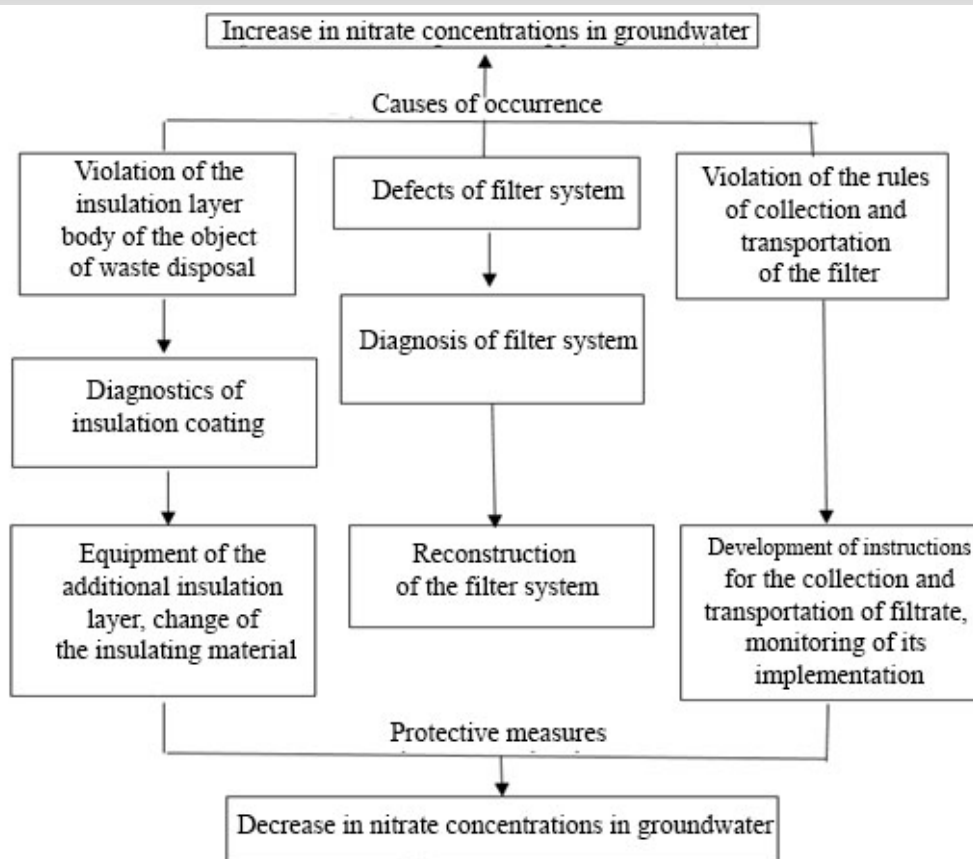 Increase in nitrate concentrations in groundwater
Causes of occurrence
Violation of the
insulation layer
body of the object
of waste disposal
Defects of filter system
Violation of the rules
of collection and
transportation
of the filter
Diagnosis of filter system
Diagnostics of
insulation coating
Equipment of the
additional insulation
layer, change of
the insulating material
Reconstruction
of the filter system
Development of instructions
for the collection and
transportation of filtrate,
monitoring of its
implementation
Protective measures
Decrease in nitrate concentrations in groundwater